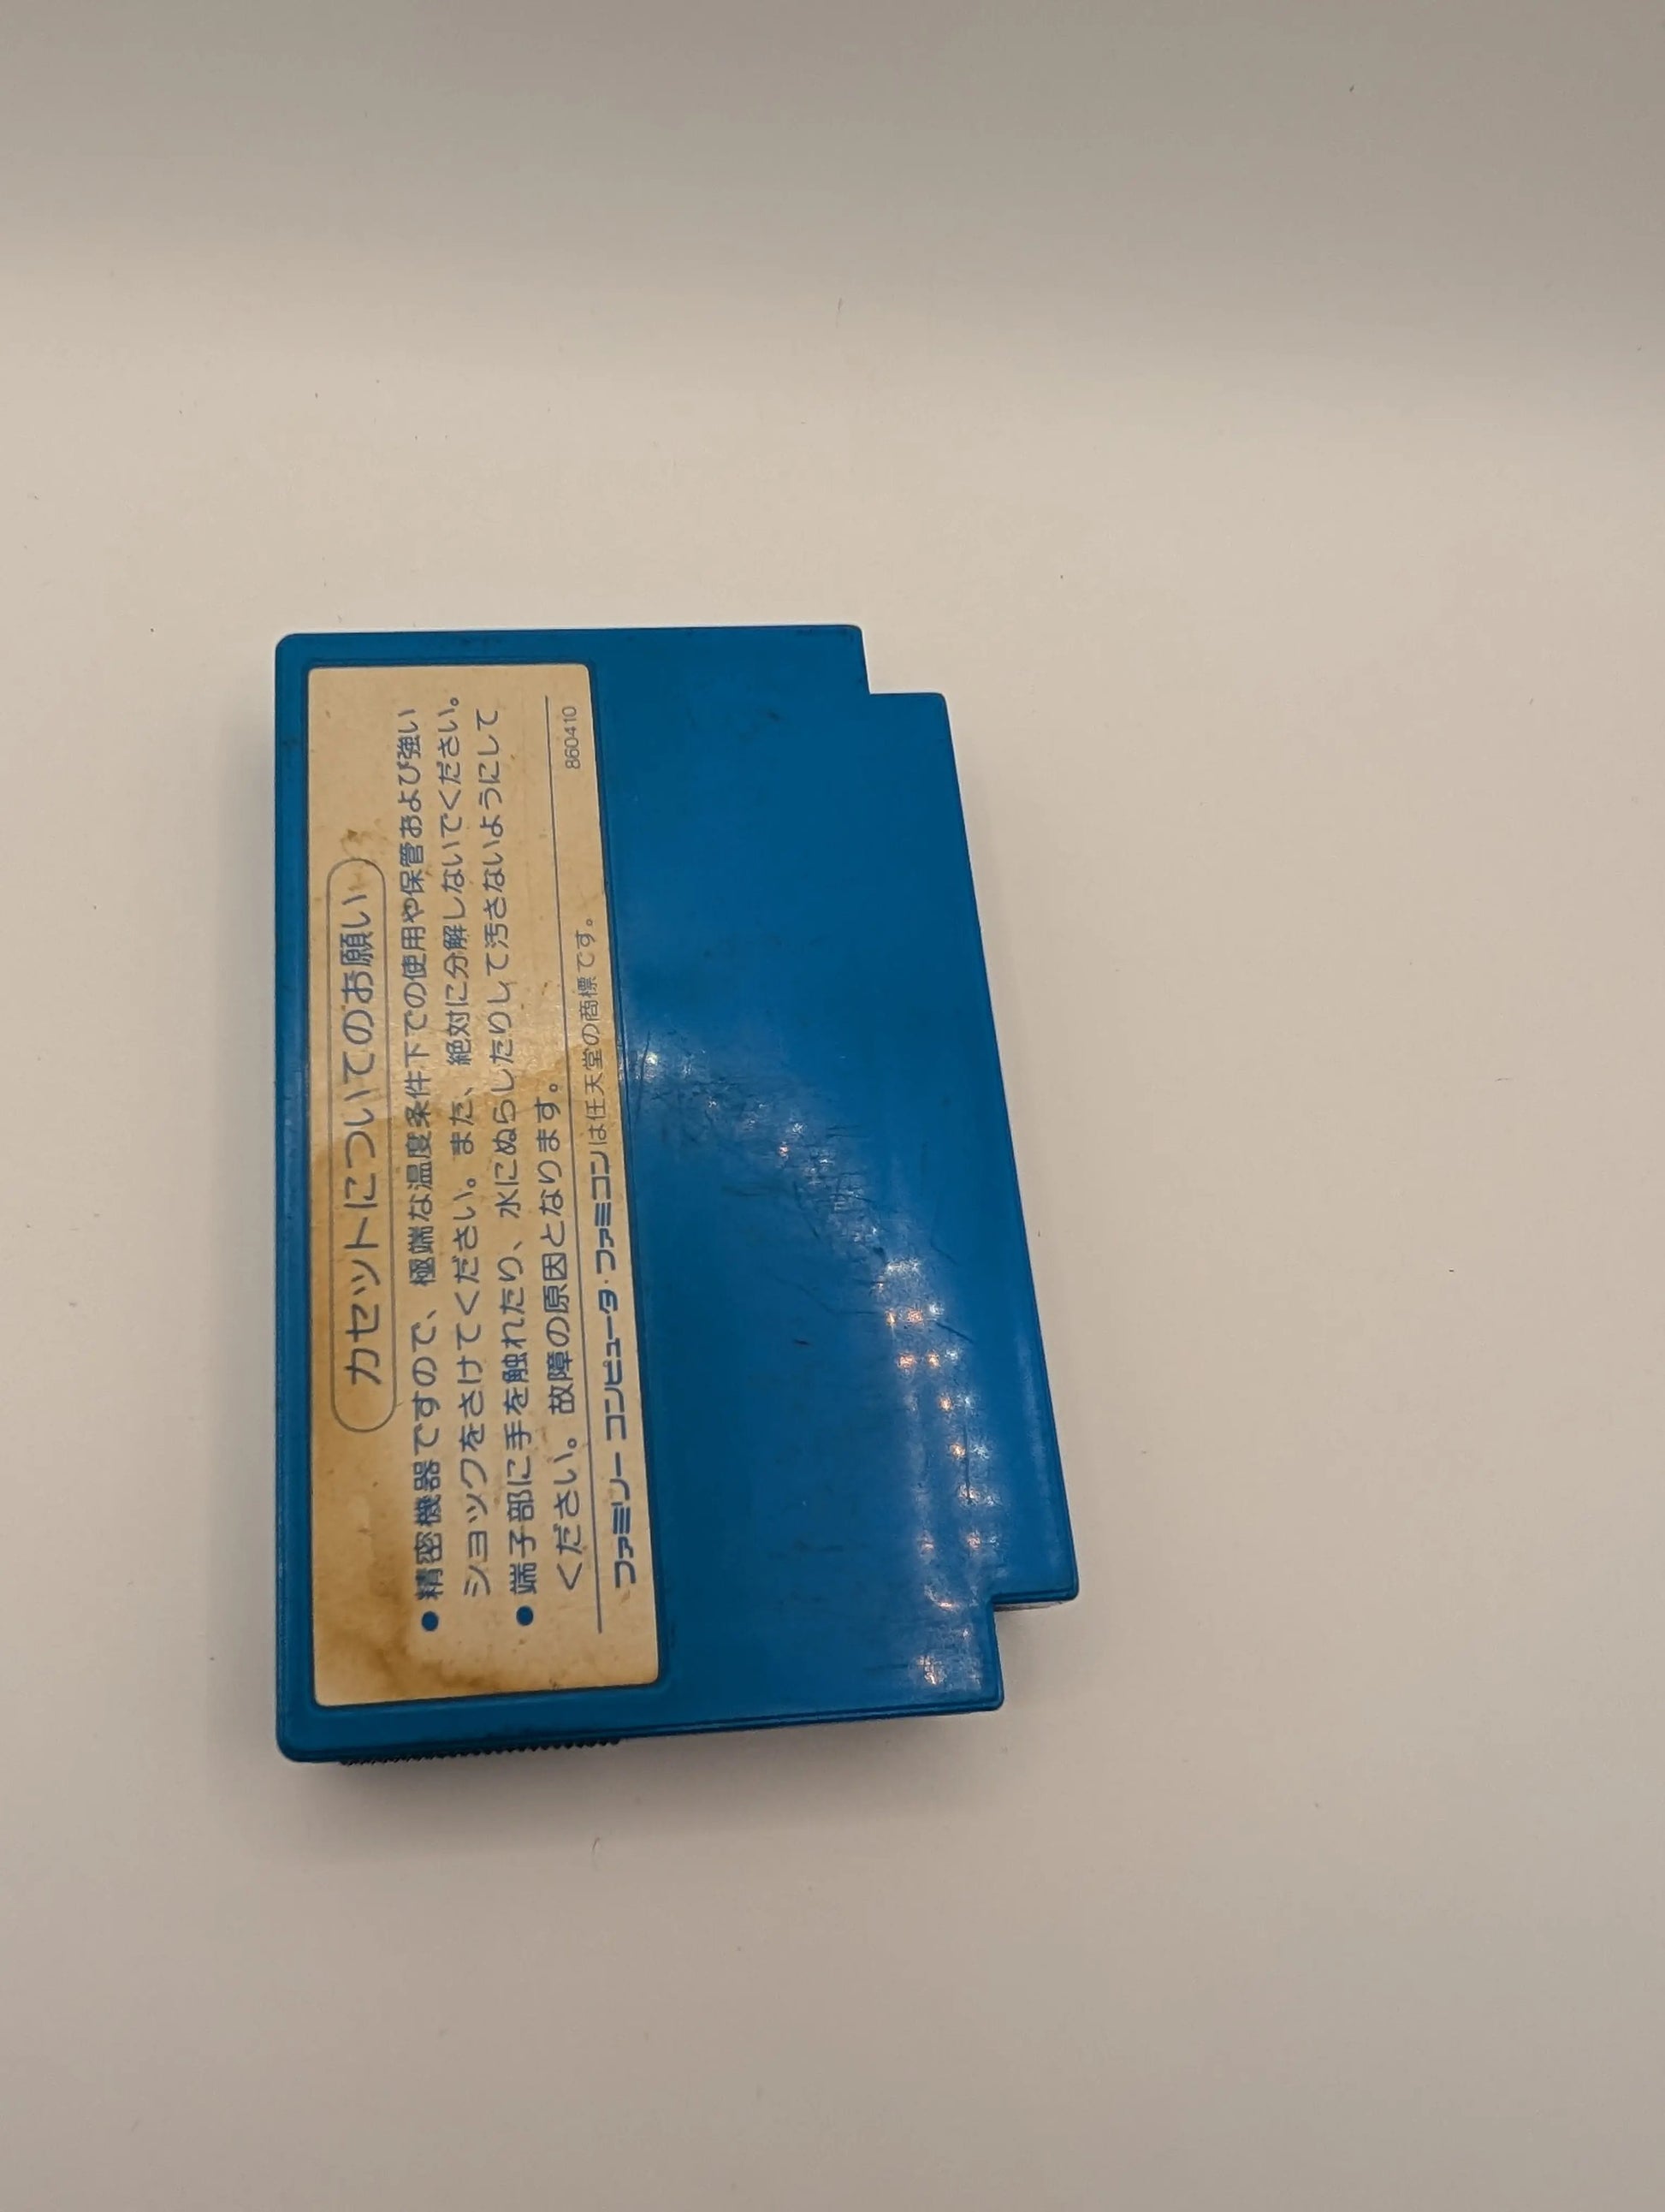 カセットについてのお願い
●精密機器ですので、極端な温度条件下での使用や保管および強い
ショックをさけてください。また、絶対に分解しないでください。
●端子部に手を触れたり、水にぬらしたりして汚さないようにして
ください。故障の原因となります。
860410
ファミリー コンピュータ・ファミコンは任天堂の商標です。